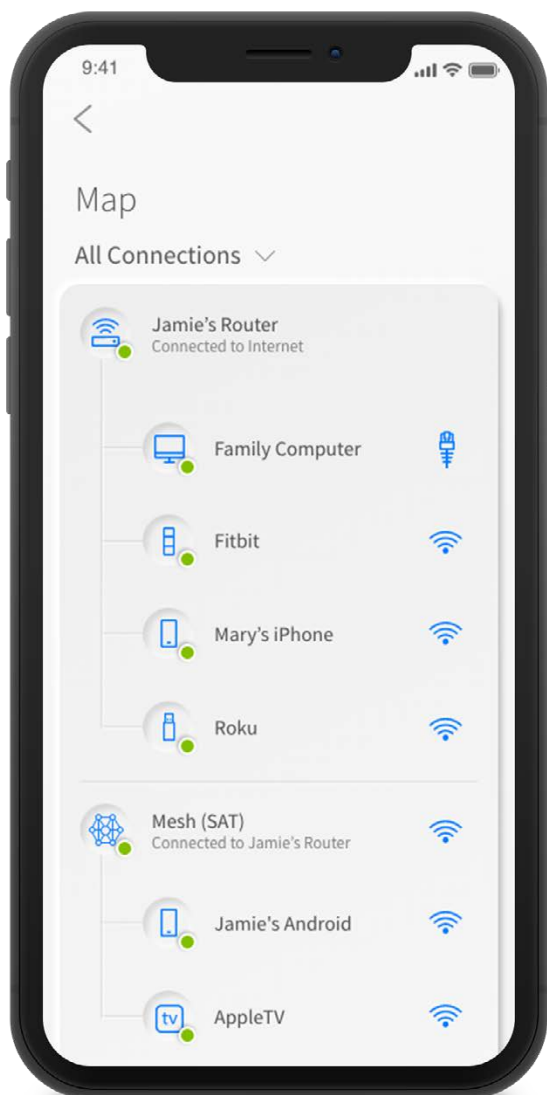 9:41
Map
All Connections
Jamie’s Router
Connected to Internet
Family Computer
Fitbit
Mary’s iPhone
Roku
Mesh (SAT)
Connected to Jamie’s Router
Jamie's Android
tv AppleTV